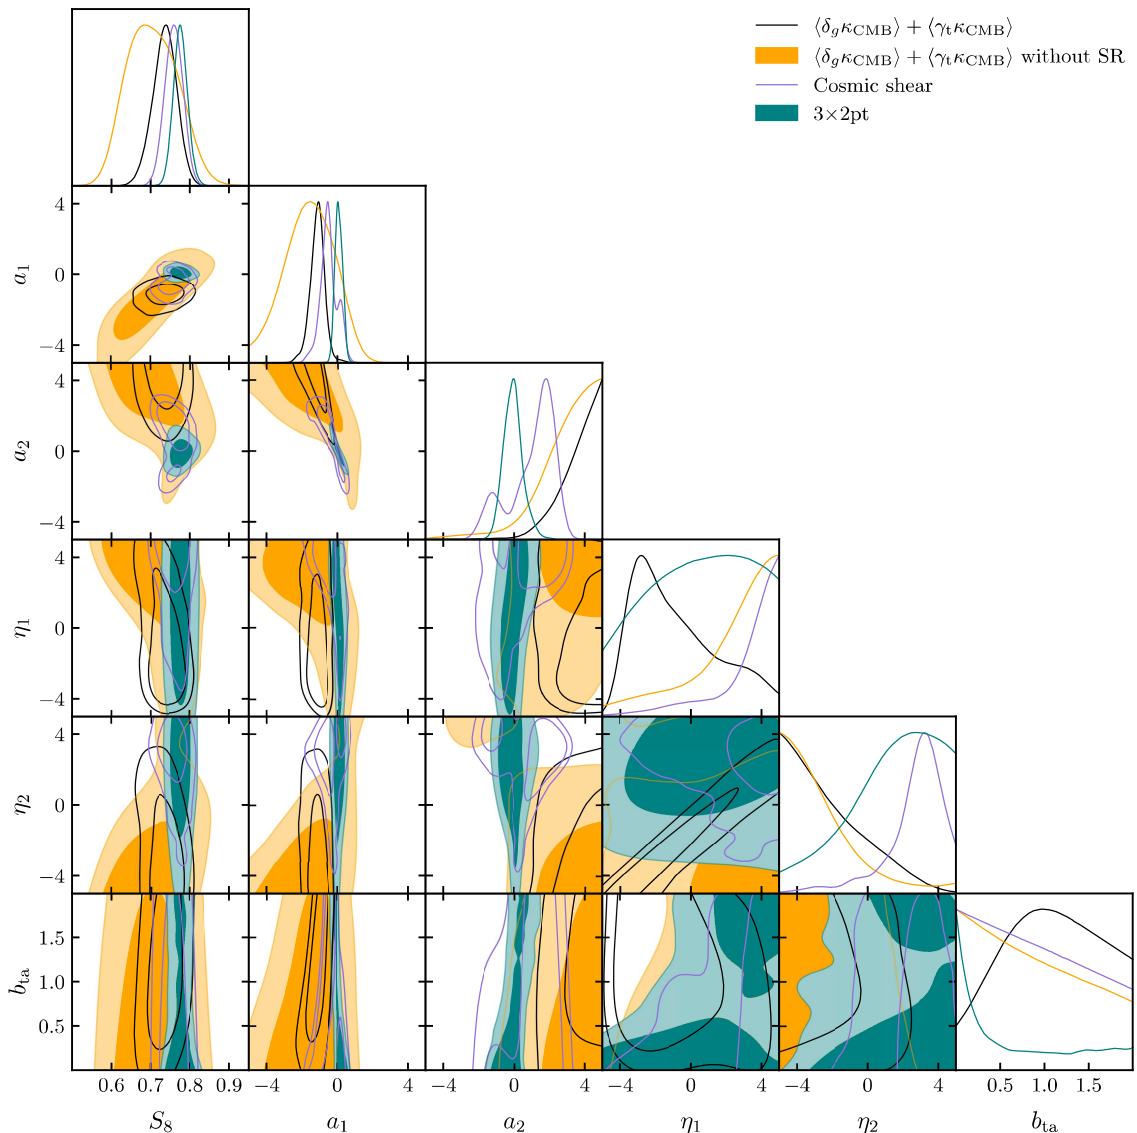 ⟨δ_g κ_CMB⟩ + ⟨γ_t κ_CMB⟩
⟨δ_g κ_CMB⟩ + ⟨γ_t κ_CMB⟩ without SR
Cosmic shear
3×2pt
4
a_1
0
−4
4
a_2
0
−4
4
η_1
0
−4
4
η_2
0
−4
1.5
b_ta
1.0
0.5
0.6 0.7 0.8 0.9 −4 0 4 −4 0 4 −4 0 4 −4 0 4 0.5 1.0 1.5
S_8 a_1 a_2 η_1 η_2 b_ta